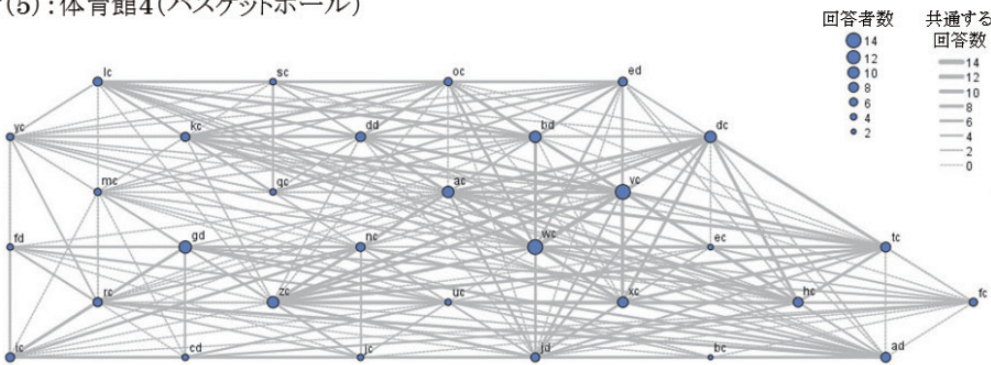 (5):体育館4(バスケットボール)
回答者数
14
12
10
8
6
4
2
共通する
回答数
14
12
10
8
6
4
2
0
lc
sc
oc
ed
yc
kc
dd
bd
dc
mc
qc
ac
vc
fd
gd
nc
wc
ec
tc
rc
zc
uc
xc
hc
fc
ic
cd
jc
jd
bc
ad